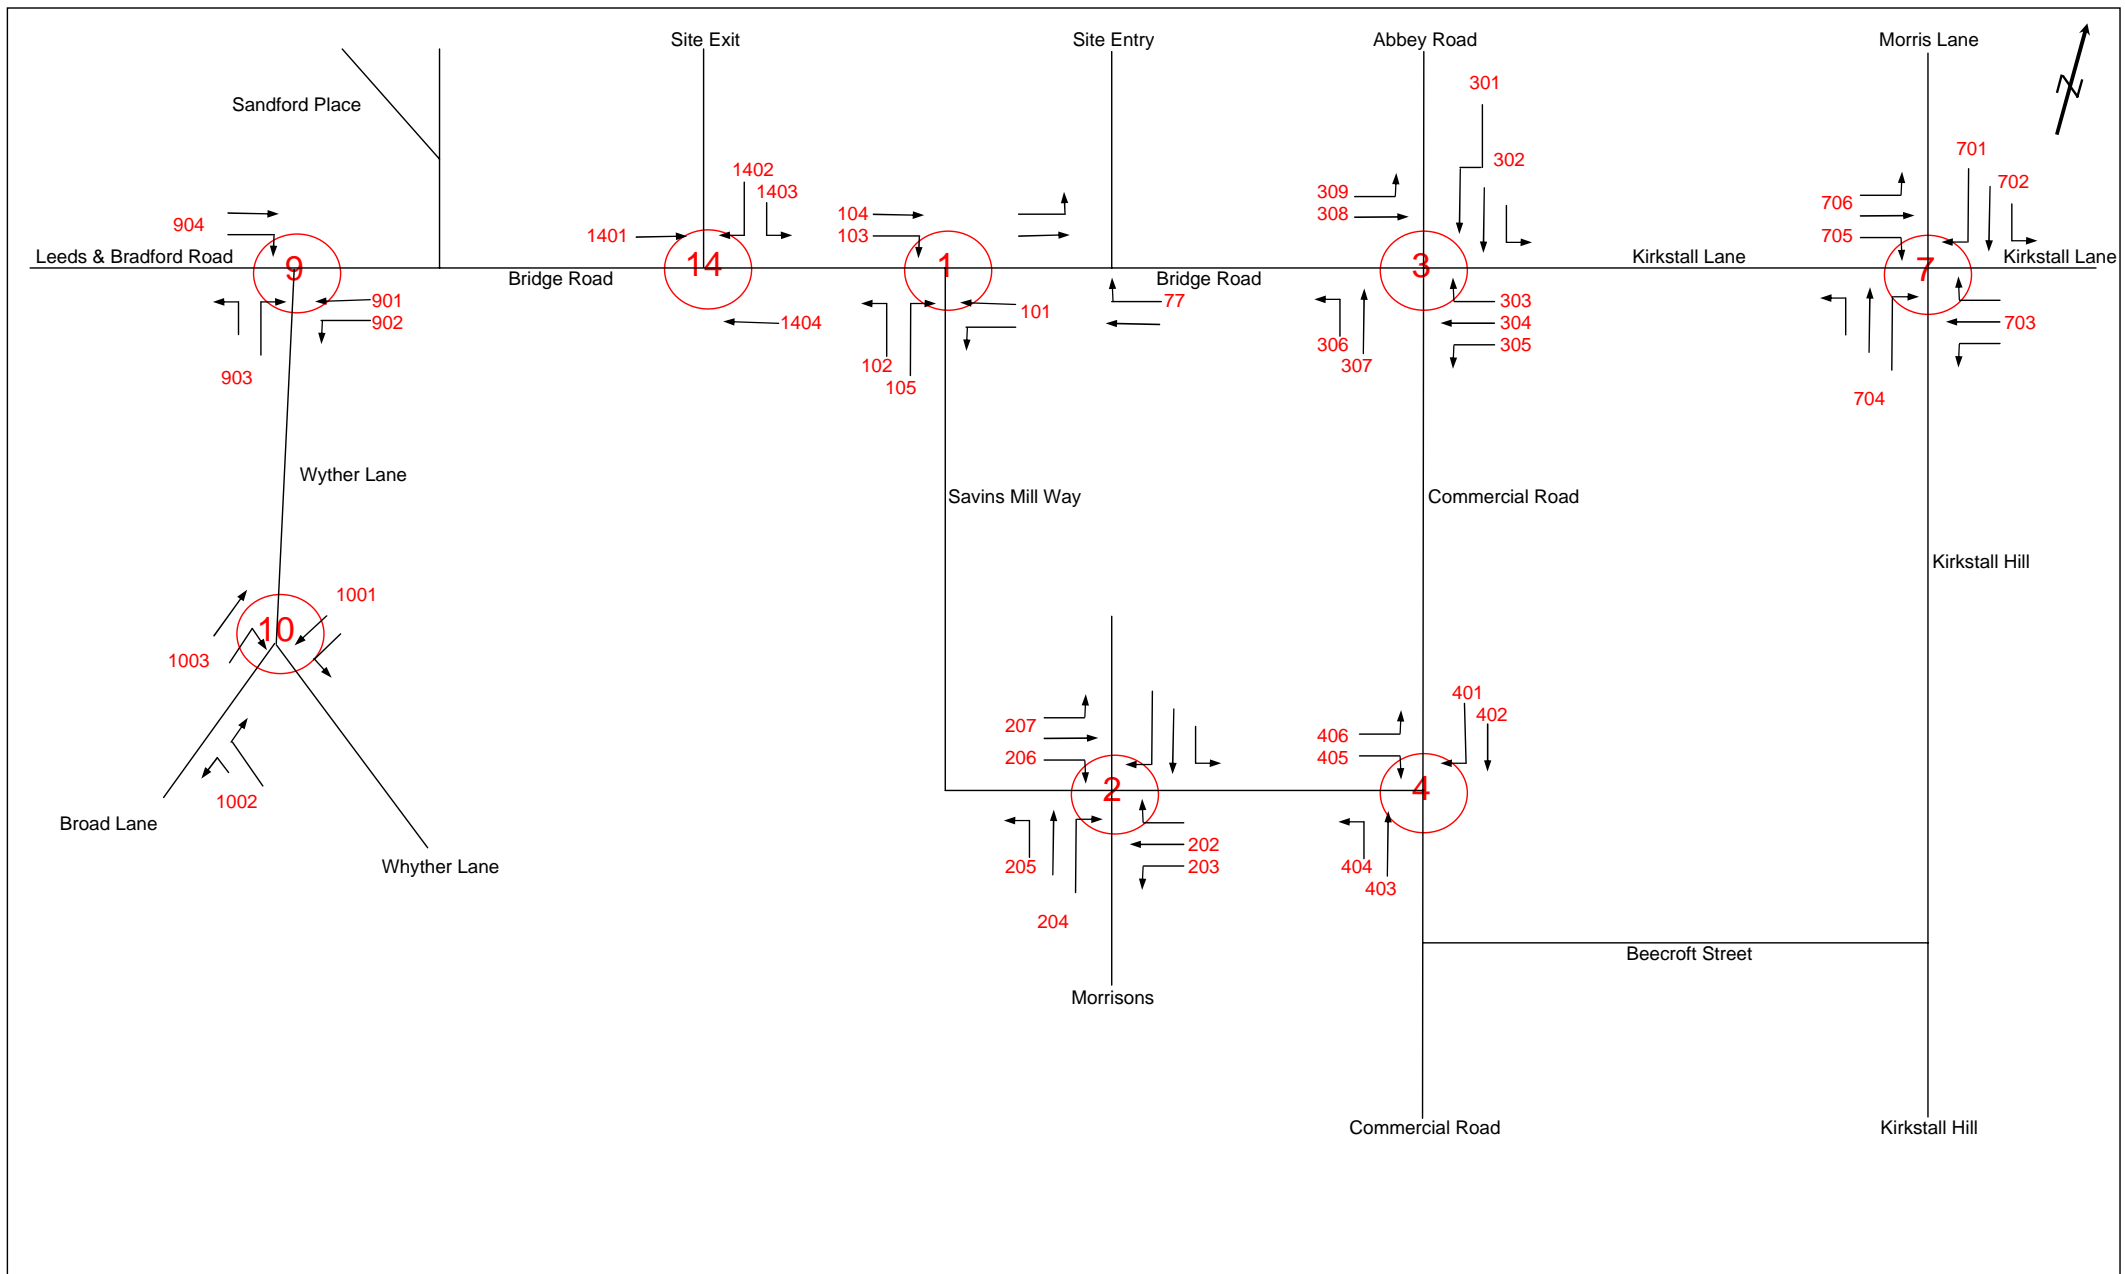 Site Exit
Site Entry
Abbey Road
Morris Lane
301
Sandford Place
701
302
1402
702
1403
309
706
904
104
308
1401
103
705
Leeds & Bradford Road
9
14
1
3
7
Kirkstall Lane
Kirkstall Lane
Bridge Road
Bridge Road
901
77
303
902
1404
101
304
703
903
102
306
305
105
307
704
Wyther Lane
Savins Mill Way
Commercial Road
Kirkstall Hill
1001
10
1003
401
402
207
406
206
405
2
4
1002
Broad Lane
202
Whyther Lane
205
203
404
403
204
Beecroft Street
Morrisons
Commercial Road
Kirkstall Hill
N